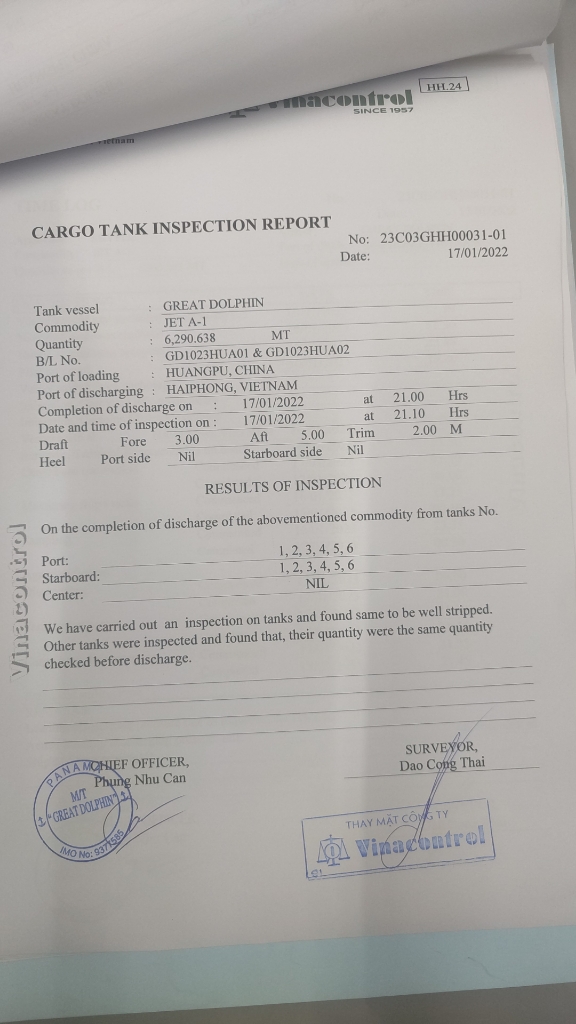 HH.24
Vinacontrol
SINCE 1957
Vietnam
CARGO TANK INSPECTION REPORT
No: 23C03GHH00031-01
Date: 17/01/2022
Tank vessel : GREAT DOLPHIN
Commodity : JET A-1
Quantity : 6,290.638 MT
B/L No. : GD1023HUA01 & GD1023HUA02
Port of loading : HUANGPU, CHINA
Port of discharging : HAIPHONG, VIETNAM
Completion of discharge on : 17/01/2022 at 21.00 Hrs
Date and time of inspection on : 17/01/2022 at 21.10 Hrs
Draft Fore 3.00 Aft 5.00 Trim 2.00 M
Heel Port side Nil Starboard side Nil
RESULTS OF INSPECTION
On the completion of discharge of the abovementioned commodity from tanks No.
Port: 1, 2, 3, 4, 5, 6
Starboard: 1, 2, 3, 4, 5, 6
Center: NIL
We have carried out an inspection on tanks and found same to be well stripped.
Other tanks were inspected and found that, their quantity were the same quantity
checked before discharge.
Vinacontrol
CHIEF OFFICER,
Phung Nhu Can
PANAMA
M/T
"GREAT DOLPHIN"
IMO No: 9371585
SURVEYOR,
Dao Cong Thai
THAY MẶT CÔNG TY
Vinacontrol